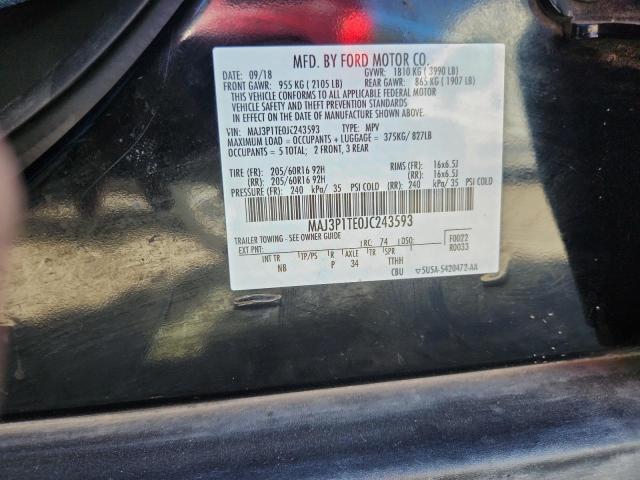 MFD. BY FORD MOTOR CO.
DATE: 09/18 GVWR: 1810 KG ( 3990 LB)
FRONT GAWR: 955 KG ( 2105 LB) REAR GAWR: 865 KG ( 1907 LB)
THIS VEHICLE CONFORMS TO ALL APPLICABLE FEDERAL MOTOR
VEHICLE SAFETY AND THEFT PREVENTION STANDARDS IN EFFECT ON THE
DATE OF MANUFACTURE SHOWN ABOVE.
VIN: MAJ3P1TE0JC243593 TYPE: MPV
MAXIMUM LOAD = OCCUPANTS + LUGGAGE = 375KG/ 827LB
OCCUPANTS = 5 TOTAL, 2 FRONT, 3 REAR
TIRE (FR): 205/60R16 92H RIMS (FR): 16x6.5J
(RR): 205/60R16 92H (RR): 16x6.5J
PRESSURE (FR): 240 kPa/ 35 PSI COLD (RR): 240 kPa/ 35 PSI COLD
MAJ3P1TE0JC243593
TRAILER TOWING - SEE OWNER GUIDE
EXT PNT: RC: 74 DSO: F0022
R0033
INT TR TP/PS R AXLE TR SPR
NB P 34 TTHH
CBU 5U5A-5420472-AA